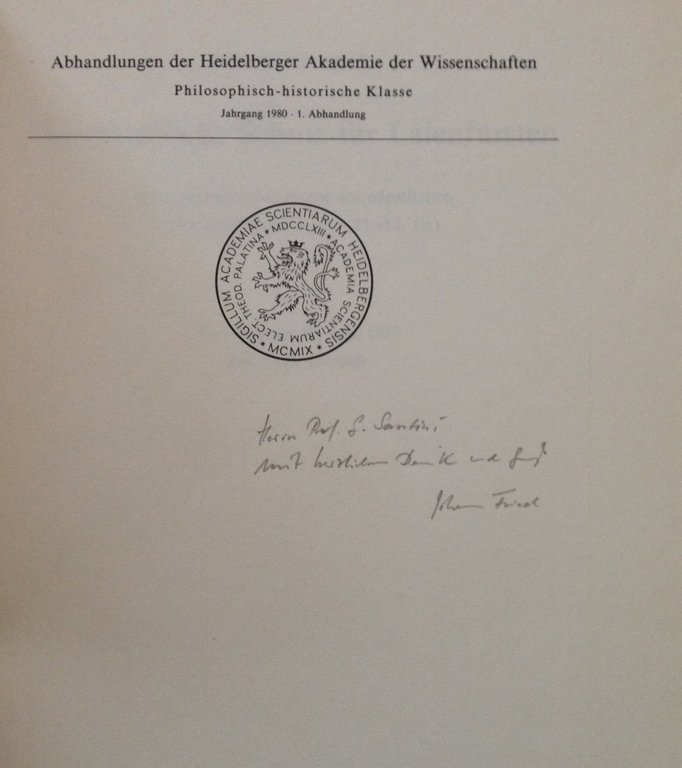 Abhandlungen der Heidelberger Akademie der Wissenschaften
Philosophisch-historische Klasse
Jahrgang 1980 · 1. Abhandlung
SIGILLUM ACADEMIAE SCIENTIARUM HEIDELBERGENSIS * MCMIX *
ACADEMIA SCIENTIARUM ELECT THEOD PALATINA * MDCCLXIII *
Herrn Prof. G. Santini
mit herzlichem Dank und Gruß
Fried